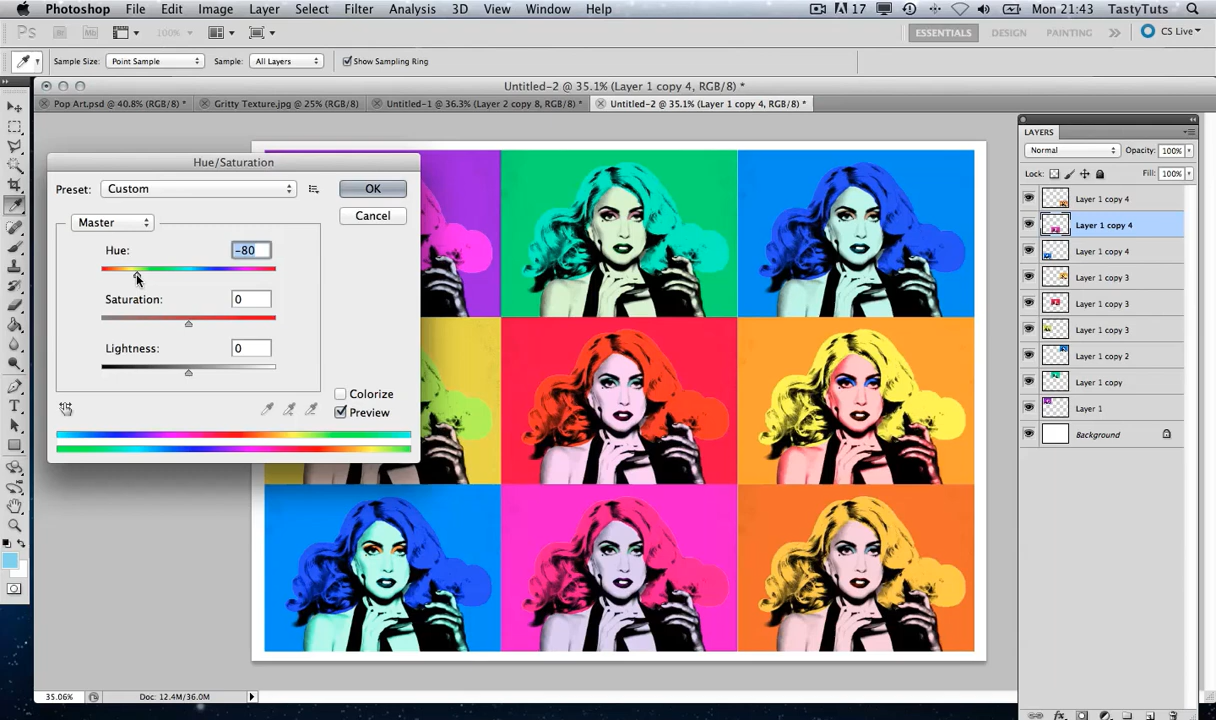 Photoshop File Edit Image Layer Select Filter Analysis 3D View Window Help 17 Mon 21:43 TastyTuts
Ps Br Mb 100% ESSENTIALS DESIGN PAINTING CS Live
Sample Size: Point Sample Sample: All Layers Show Sampling Ring
Untitled-2 @ 35.1% (Layer 1 copy 4, RGB/8) *
Pop Art.psd @ 40.8% (RGB/8) * Gritty Texture.jpg @ 25% (RGB/8) Untitled-1 @ 36.3% (Layer 2 copy 8, RGB/8) * Untitled-2 @ 35.1% (Layer 1 copy 4, RGB/8) *
Hue/Saturation
Preset: Custom OK
Cancel
Master
Hue: -80
Saturation: 0
Lightness: 0
Colorize
Preview
LAYERS
Normal Opacity: 100%
Lock: Fill: 100%
Layer 1 copy 4
Layer 1 copy 4
Layer 1 copy 4
Layer 1 copy 3
Layer 1 copy 3
Layer 1 copy 3
Layer 1 copy 2
Layer 1 copy
Layer 1
Background
35.06% Doc: 12.4M/36.0M